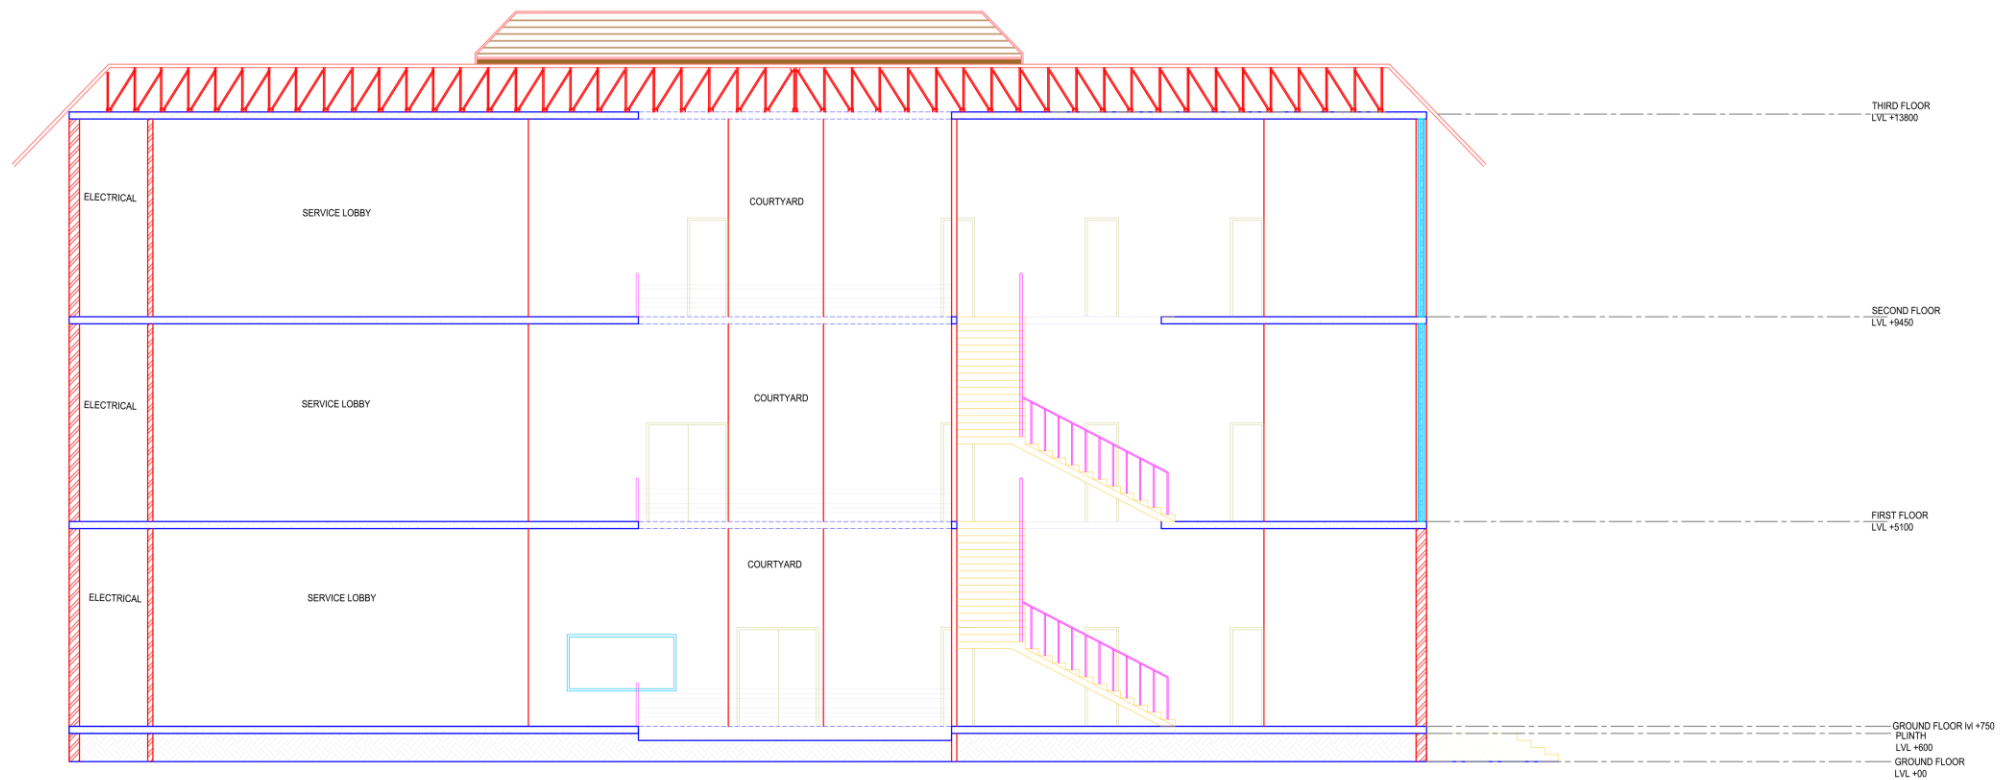 THIRD FLOOR
LVL +13800
ELECTRICAL
SERVICE LOBBY
COURTYARD
SECOND FLOOR
LVL +9450
ELECTRICAL
SERVICE LOBBY
COURTYARD
FIRST FLOOR
LVL +5100
COURTYARD
ELECTRICAL
SERVICE LOBBY
GROUND FLOOR lvl +750
PLINTH
LVL +600
GROUND FLOOR
LVL +00